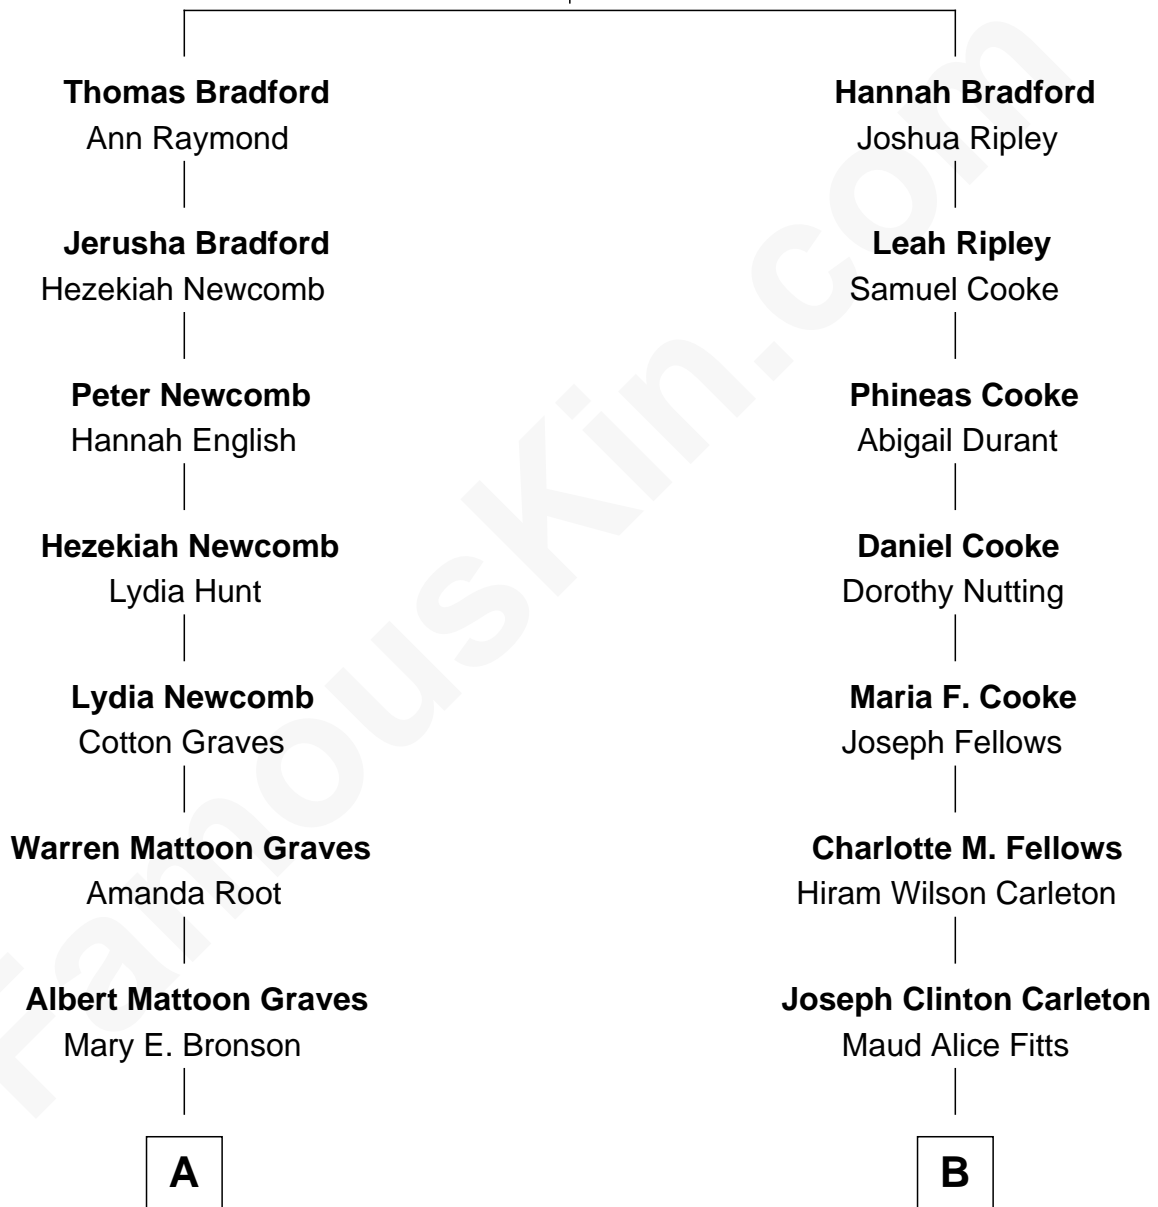 Thomas Bradford
Ann Raymond
Hannah Bradford
Joshua Ripley
Jerusha Bradford
Hezekiah Newcomb
Leah Ripley
Samuel Cooke
Peter Newcomb
Hannah English
Phineas Cooke
Abigail Durant
Hezekiah Newcomb
Lydia Hunt
Daniel Cooke
Dorothy Nutting
Lydia Newcomb
Cotton Graves
Maria F. Cooke
Joseph Fellows
Warren Mattoon Graves
Amanda Root
Charlotte M. Fellows
Hiram Wilson Carleton
Albert Mattoon Graves
Mary E. Bronson
Joseph Clinton Carleton
Maud Alice Fitts
A
B
FamousKin.com